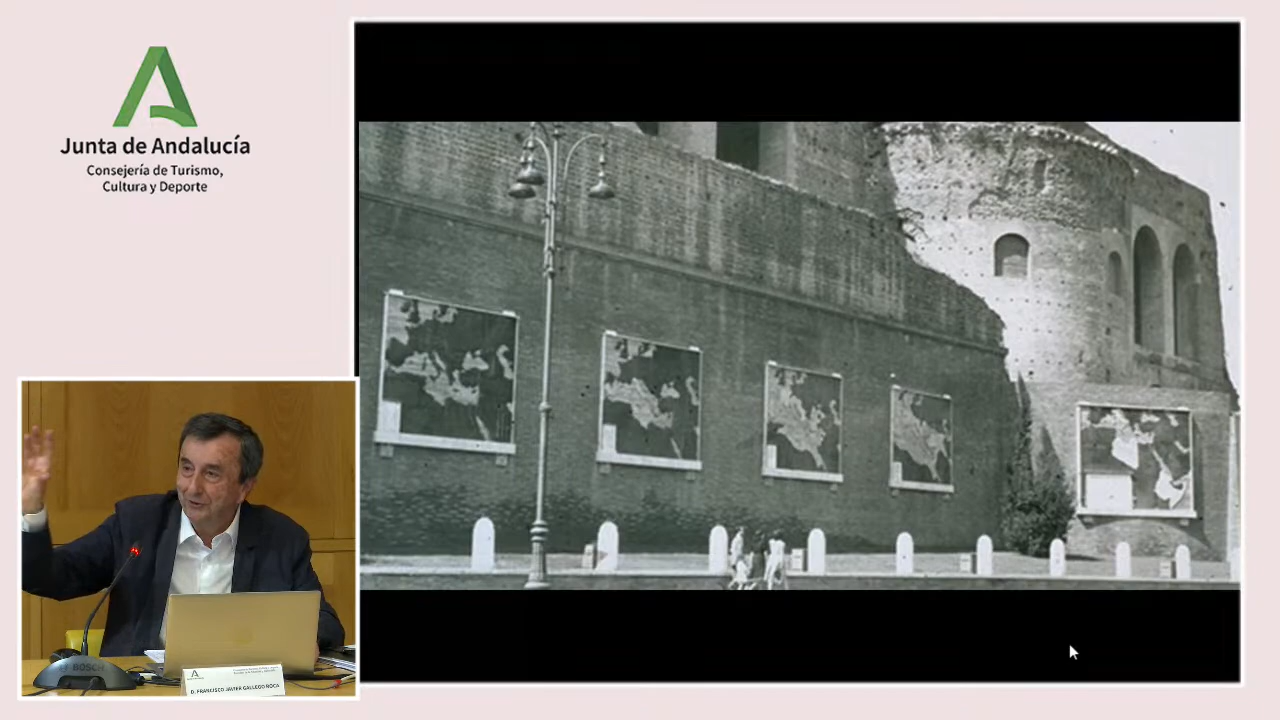 Junta de Andalucía
Consejería de Turismo,
Cultura y Deporte
BOSCH
D. FRANCISCO JAVIER GALLEGO ROCA